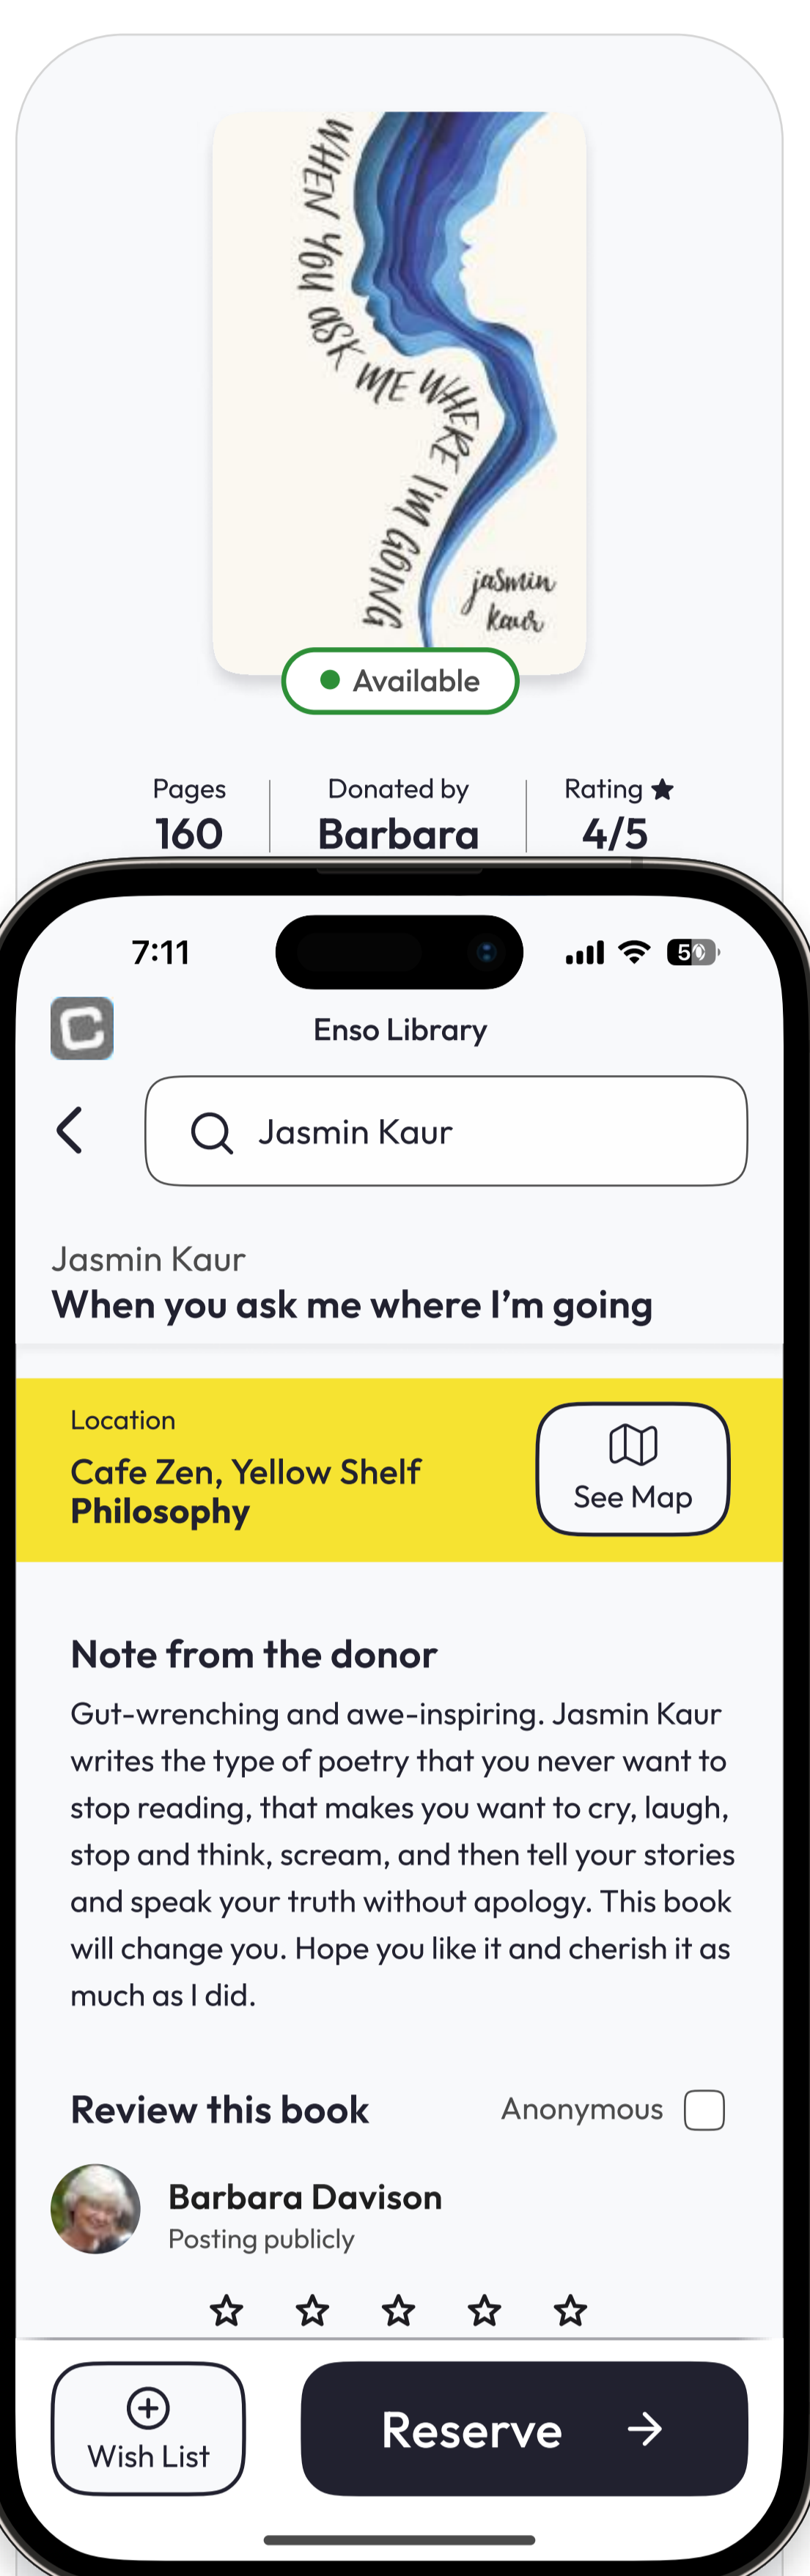 WHEN YOU ASK ME WHERE I'M GOING
jasmin
kaur
Available
Pages
160
Donated by
Barbara
Rating
4/5
7:11
50
Enso Library
Jasmin Kaur
Jasmin Kaur
When you ask me where I’m going
Location
Cafe Zen, Yellow Shelf
Philosophy
See Map
Note from the donor
Gut-wrenching and awe-inspiring. Jasmin Kaur
writes the type of poetry that you never want to
stop reading, that makes you want to cry, laugh,
stop and think, scream, and then tell your stories
and speak your truth without apology. This book
will change you. Hope you like it and cherish it as
much as I did.
Review this book
Anonymous
Barbara Davison
Posting publicly
Wish List
Reserve